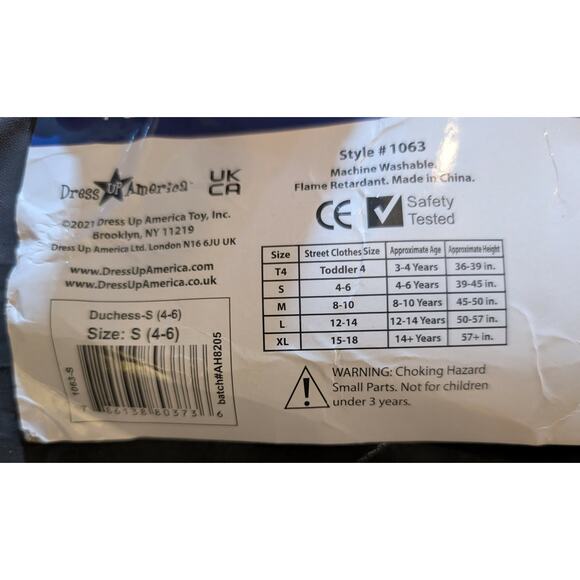 Dress Up America
UK
CA
©2021 Dress Up America Toy, Inc.
Brooklyn, NY 11219
Dress Up America Ltd. London N16 6JU UK
www.DressUpAmerica.com
www.DressUpAmerica.co.uk
Duchess-S (4-6)
Size: S (4-6)
1063-S
batch#AH8205
Style # 1063
Machine Washable.
Flame Retardant. Made in China.
CE
Safety
Tested
Size Street Clothes Size Approximate Age Approximate Height
T4 Toddler 4 3-4 Years 36-39 in.
S 4-6 4-6 Years 39-45 in.
M 8-10 8-10 Years 45-50 in.
L 12-14 12-14 Years 50-57 in.
XL 15-18 14+ Years 57+ in.
WARNING: Choking Hazard
Small Parts. Not for children
under 3 years.